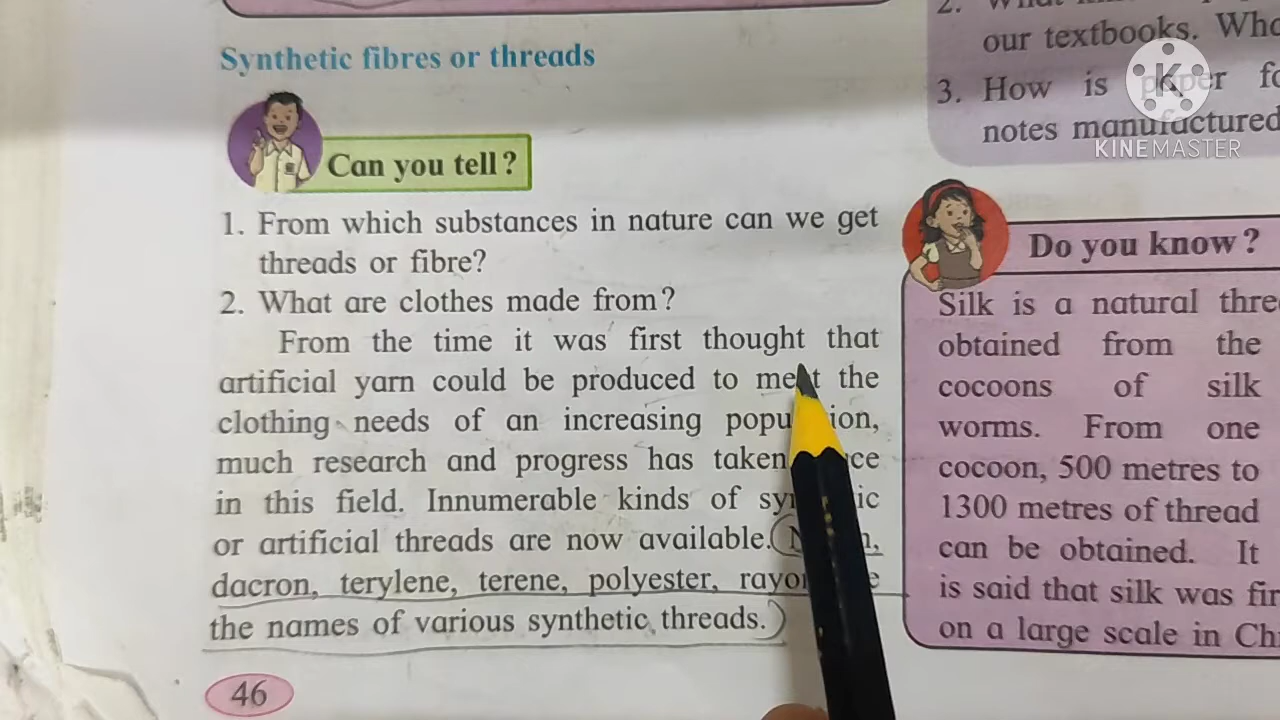 Synthetic fibres or threads
Can you tell?
1. From which substances in nature can we get
threads or fibre?
2. What are clothes made from?
From the time it was first thought that
artificial yarn could be produced to meet the
clothing needs of an increasing
much research and progress has taken
in this field. Innumerable kinds of
or artificial threads are now available.
dacron, terylene, terene, polyester,
the names of various synthetic threads.
46
2.
our textbooks.
3. How is paper
notes manufactured
K
KINEMASTER
Do you know?
Silk is a natural
obtained from the
cocoons of silk
worms. From one
cocoon, 500 metres to
1300 metres of thread
can be obtained. It
is said that silk was
on a large scale in